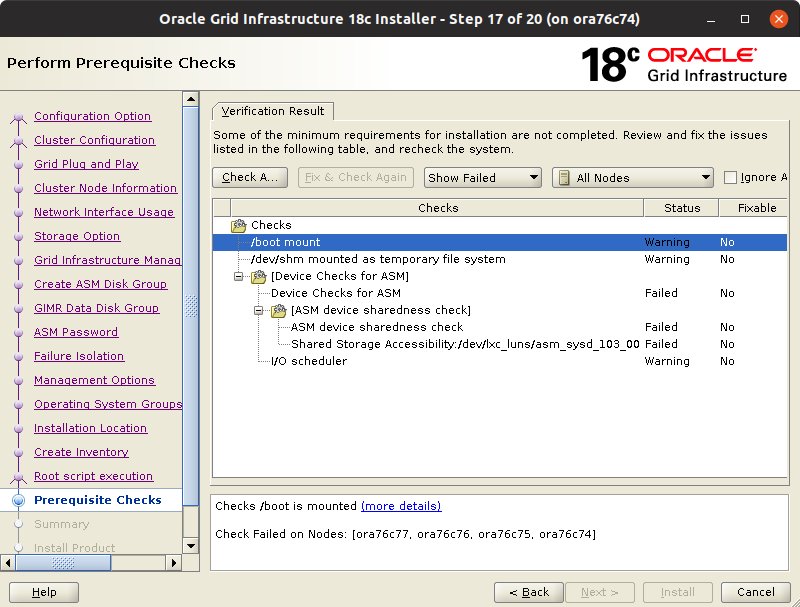 Oracle Grid Infrastructure 18c Installer - Step 17 of 20 (on ora76c74)
Perform Prerequisite Checks
18c ORACLE
Grid Infrastructure
Configuration Option
Cluster Configuration
Grid Plug and Play
Cluster Node Information
Network Interface Usage
Storage Option
Grid Infrastructure Manag
Create ASM Disk Group
GIMR Data Disk Group
ASM Password
Failure Isolation
Management Options
Operating System Groups
Installation Location
Create Inventory
Root script execution
Prerequisite Checks
Summary
Install Product
Verification Result
Some of the minimum requirements for installation are not completed. Review and fix the issues
listed in the following table, and recheck the system.
Check A... Fix & Check Again Show Failed All Nodes Ignore A
Checks Status Fixable
Checks
/boot mount Warning No
/dev/shm mounted as temporary file system Warning No
[Device Checks for ASM]
Device Checks for ASM Failed No
[ASM device sharedness check]
ASM device sharedness check Failed No
Shared Storage Accessibility:/dev/lxc_luns/asm_sysd_103_00 Failed No
I/O scheduler Warning No
Checks /boot is mounted (more details)
Check Failed on Nodes: [ora76c77, ora76c76, ora76c75, ora76c74]
Help < Back Next > Install Cancel